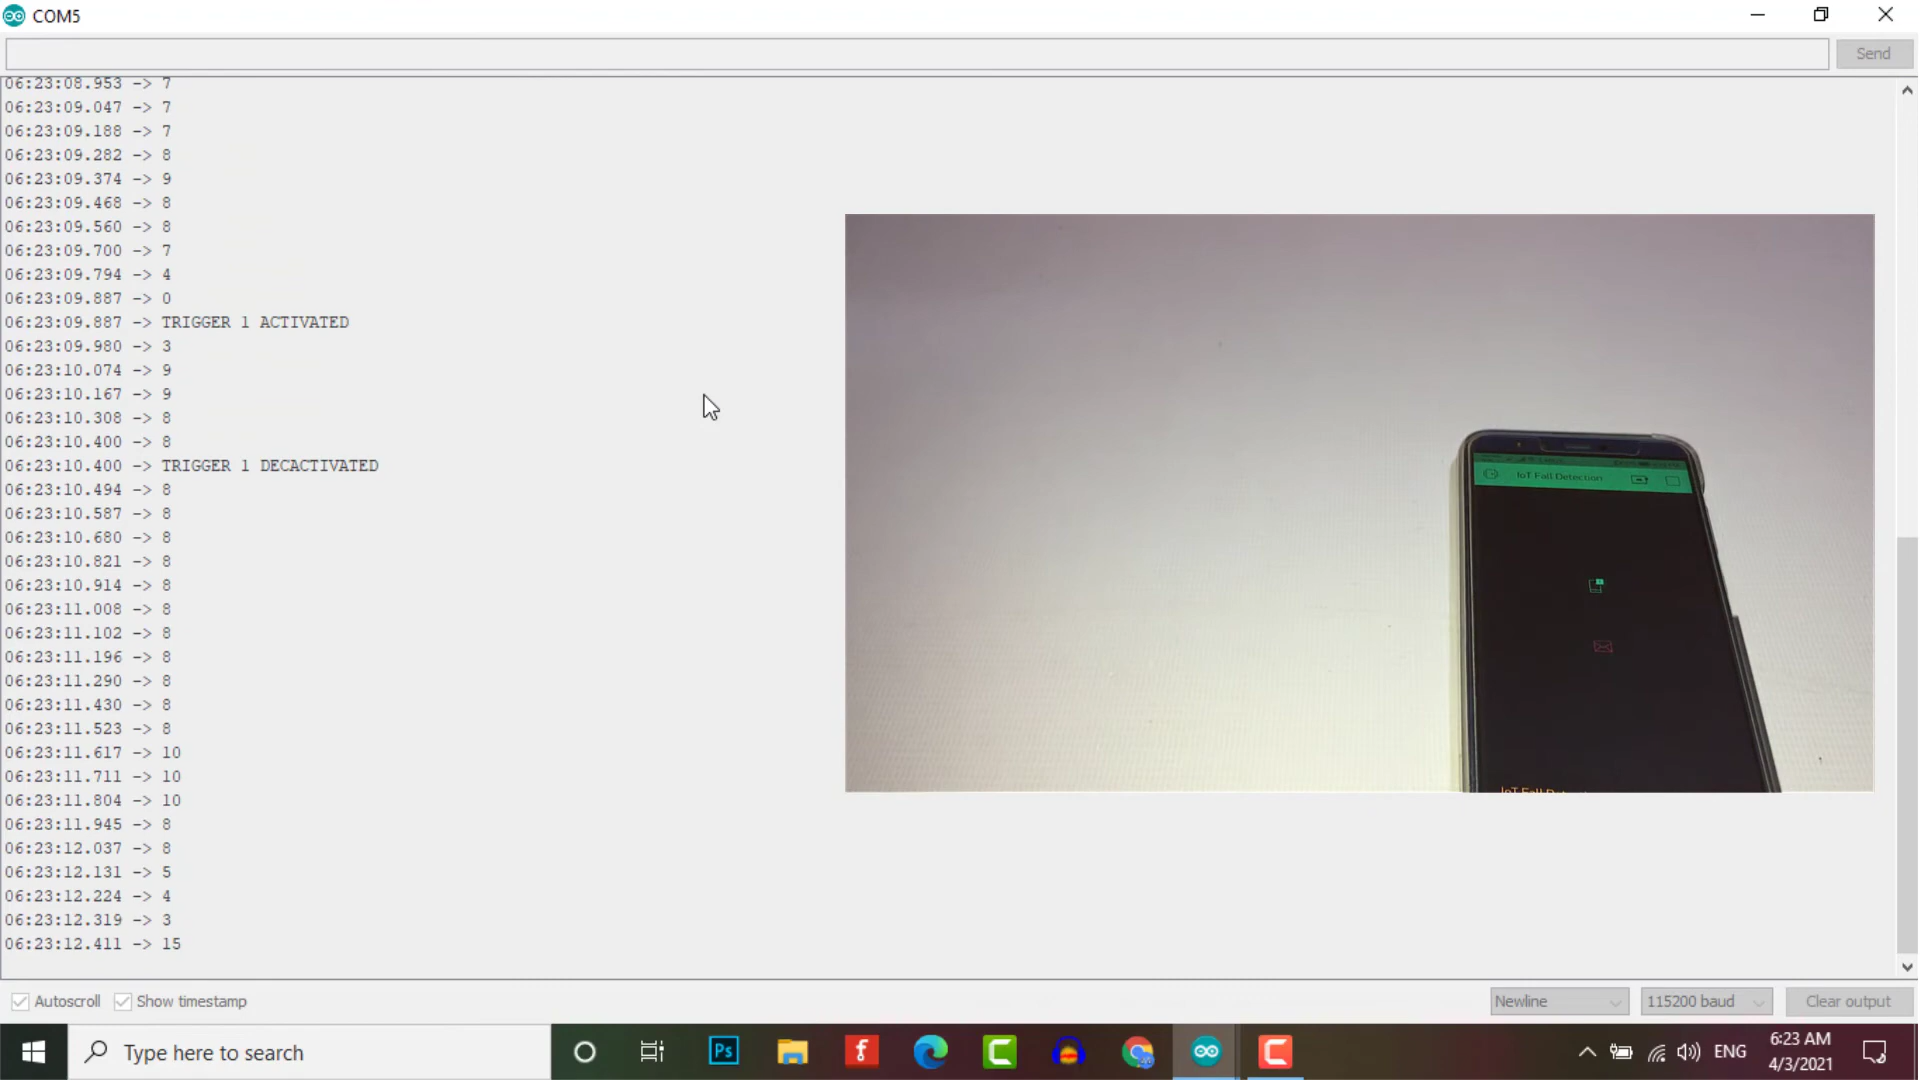 COM5
Send
06:23:08.953 -> 7
06:23:09.047 -> 7
06:23:09.188 -> 7
06:23:09.282 -> 8
06:23:09.374 -> 9
06:23:09.468 -> 8
06:23:09.560 -> 8
06:23:09.700 -> 7
06:23:09.794 -> 4
06:23:09.887 -> 0
06:23:09.887 -> TRIGGER 1 ACTIVATED
06:23:09.980 -> 3
06:23:10.074 -> 9
06:23:10.167 -> 9
06:23:10.308 -> 8
06:23:10.400 -> 8
06:23:10.400 -> TRIGGER 1 DECACTIVATED
06:23:10.494 -> 8
06:23:10.587 -> 8
06:23:10.680 -> 8
06:23:10.821 -> 8
06:23:10.914 -> 8
06:23:11.008 -> 8
06:23:11.102 -> 8
06:23:11.196 -> 8
06:23:11.290 -> 8
06:23:11.430 -> 8
06:23:11.523 -> 8
06:23:11.617 -> 10
06:23:11.711 -> 10
06:23:11.804 -> 10
06:23:11.945 -> 8
06:23:12.037 -> 8
06:23:12.131 -> 5
06:23:12.224 -> 4
06:23:12.319 -> 3
06:23:12.411 -> 15
IoT Fall Detection
Autoscroll
Show timestamp
Newline
115200 baud
Clear output
Type here to search
Ps
ENG
6:23 AM
4/3/2021